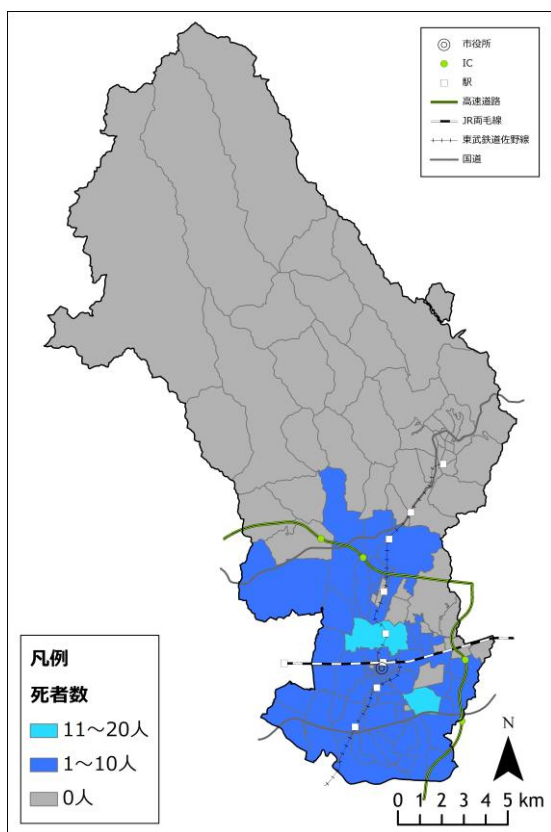 市役所
IC
駅
高速道路
JR両毛線
東武鉄道佐野線
国道
凡例
死者数
11～20人
1～10人
0人
N
0 1 2 3 4 5 km